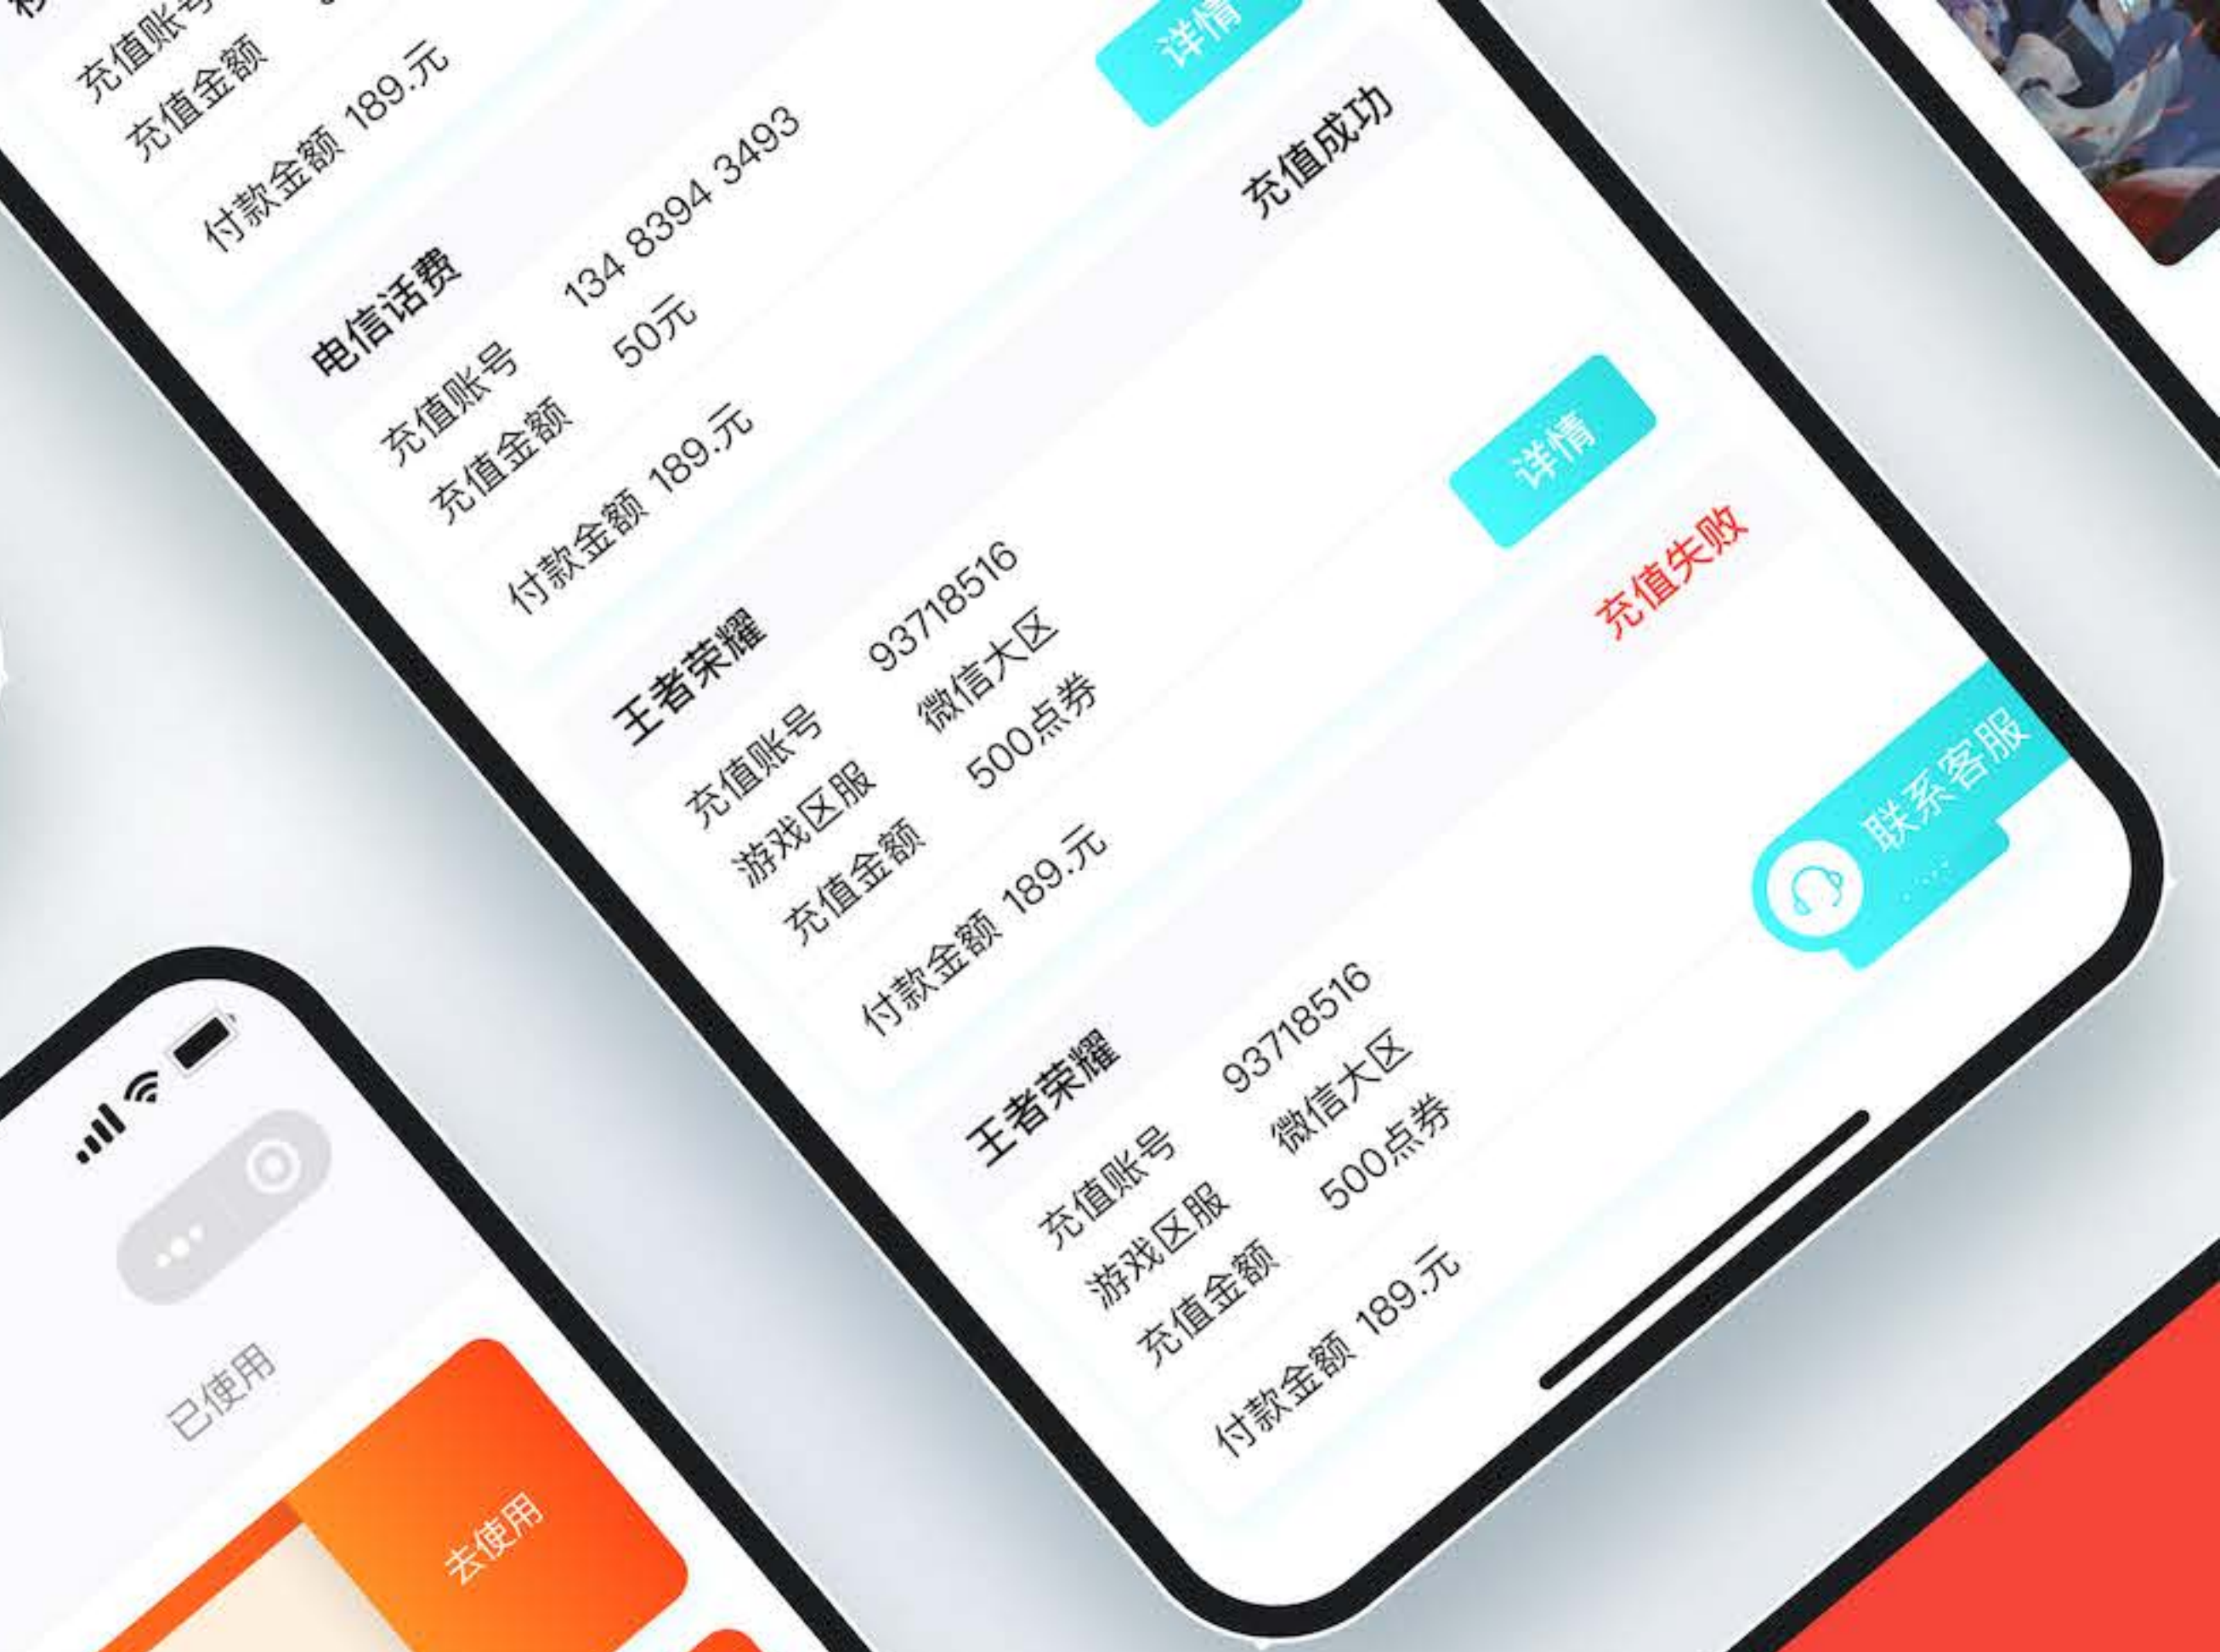 充值账号
充值金额
付款金额 189.元
电信话费
充值账号 134 8394 3493
充值金额 50元
付款金额 189.元 详情
王者荣耀 充值成功
充值账号 93718516
游戏区服 微信大区
充值金额 500点券
付款金额 189.元 详情
王者荣耀 充值失败
充值账号 93718516
游戏区服 微信大区
充值金额 500点券
付款金额 189.元
联系客服
已使用
去使用